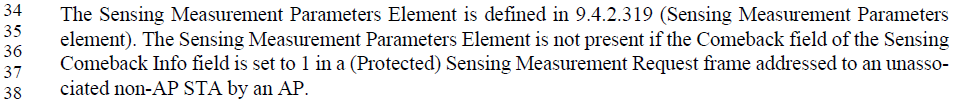 34 The Sensing Measurement Parameters Element is defined in 9.4.2.319 (Sensing Measurement Parameters
35 element). The Sensing Measurement Parameters Element is not present if the Comeback field of the Sensing
36 Comeback Info field is set to 1 in a (Protected) Sensing Measurement Request frame addressed to an unasso-
37
38 ciated non-AP STA by an AP.